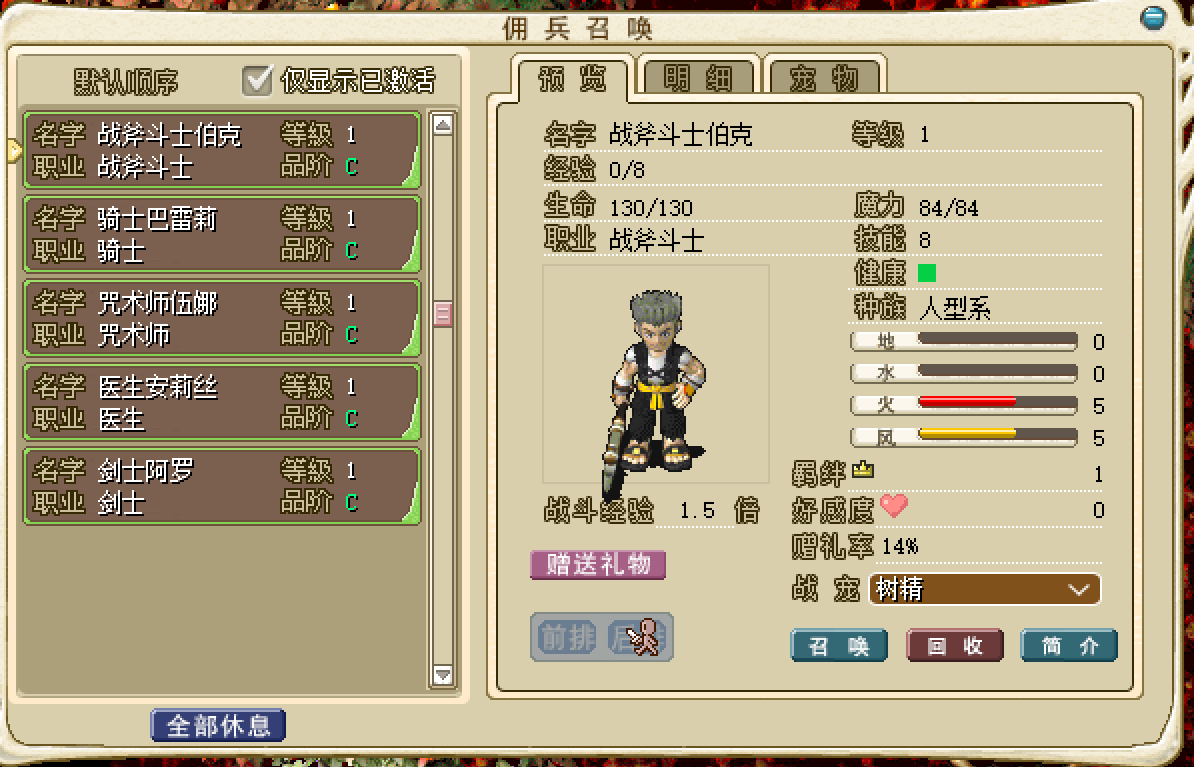 佣兵召唤
默认顺序 仅显示已激活
名字 战斧斗士伯克 等級 1
职业 战斧斗士 品阶 C
名字 骑士巴雷莉 等級 1
职业 骑士 品阶 C
名字 咒术师伍娜 等級 1
职业 咒术师 品阶 C
名字 医生安莉丝 等級 1
职业 医生 品阶 C
名字 剑士阿罗 等級 1
职业 剑士 品阶 C
全部休息
预览 明细 宠物
名字 战斧斗士伯克 等级 1
经验 0/8
生命 130/130 魔力 84/84
职业 战斧斗士 技能 8
健康
种族 人型系
地 0
水 0
火 5
风 5
羁绊 1
战斗经验 1.5 倍 好感度 0
赠送礼物 赠礼率 14%
战宠 树精
前排 后排
召唤 回收 简介